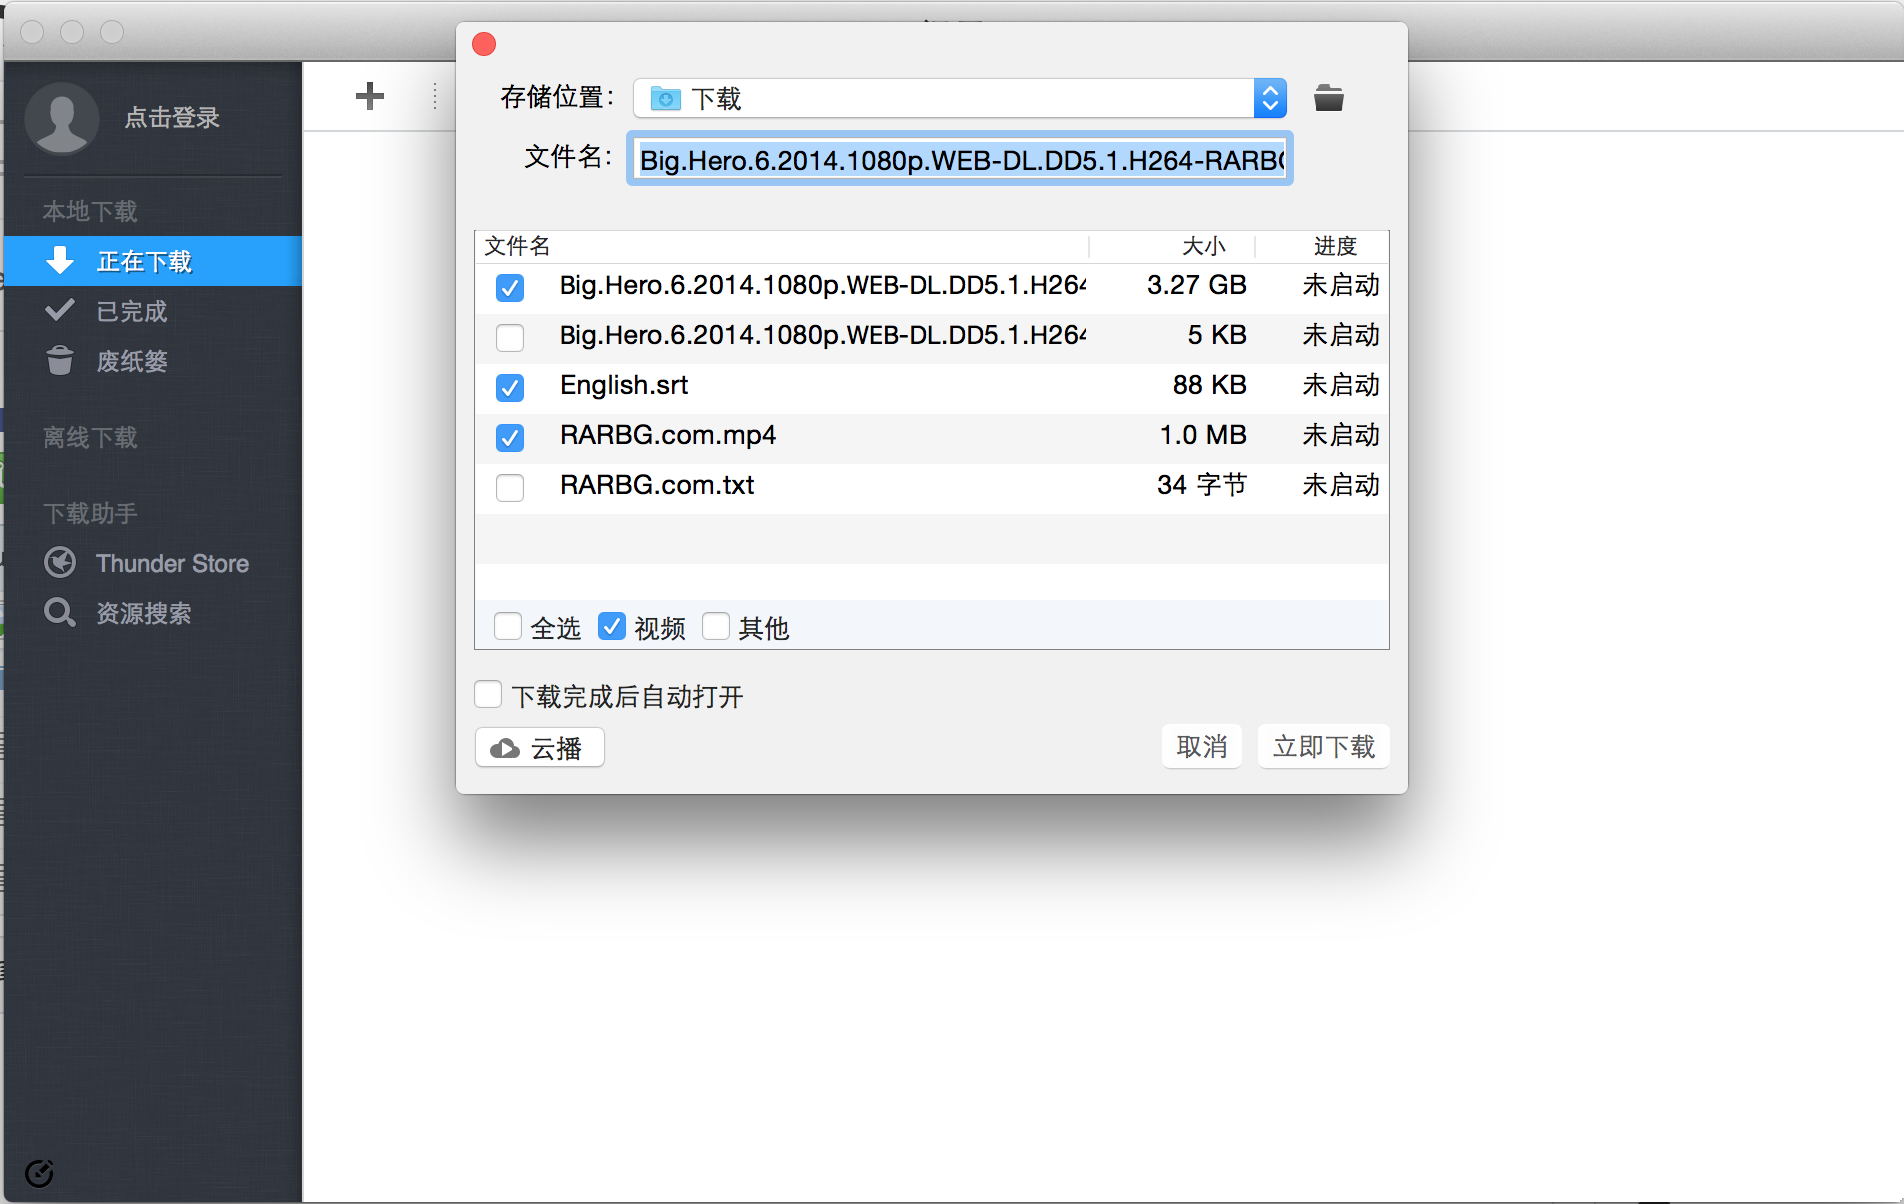 点击登录
本地下载
正在下载
已完成
废纸篓
离线下载
下载助手
Thunder Store
资源搜索
存储位置：
下载
文件名：
Big.Hero.6.2014.1080p.WEB-DL.DD5.1.H264-RARBG
文件名 大小 进度
Big.Hero.6.2014.1080p.WEB-DL.DD5.1.H264 3.27 GB 未启动
Big.Hero.6.2014.1080p.WEB-DL.DD5.1.H264 5 KB 未启动
English.srt 88 KB 未启动
RARBG.com.mp4 1.0 MB 未启动
RARBG.com.txt 34 字节 未启动
全选 视频 其他
下载完成后自动打开
云播 取消 立即下载